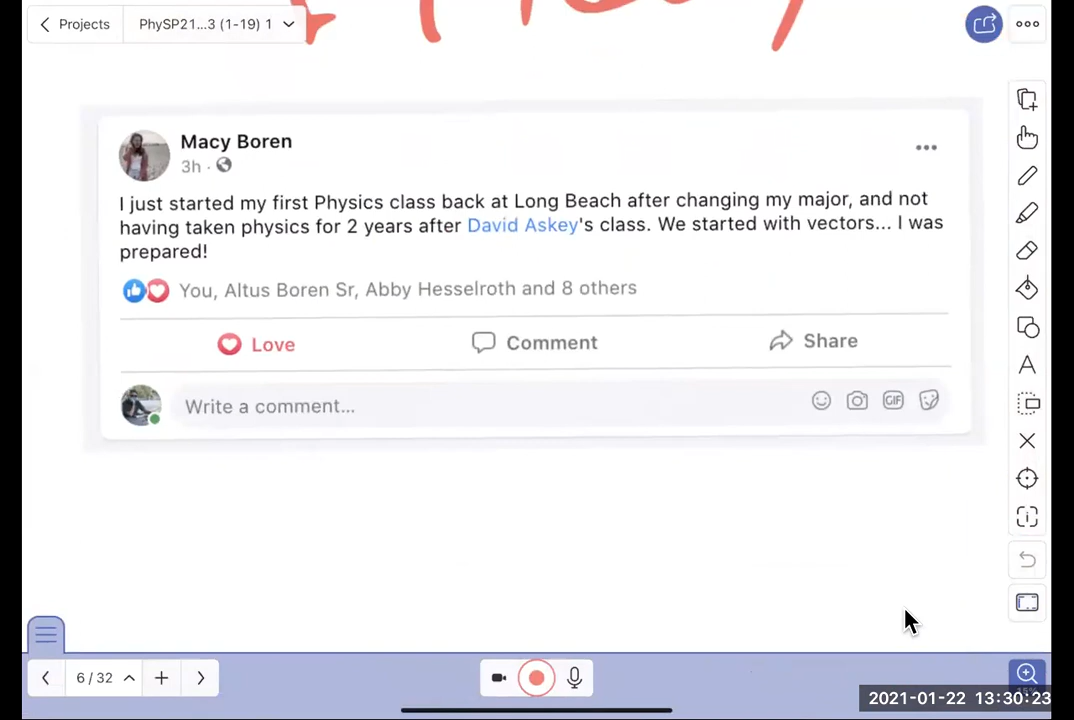 Projects
PhySP21...3 (1-19) 1
Macy Boren
3h ·
I just started my first Physics class back at Long Beach after changing my major, and not
having taken physics for 2 years after David Askey's class. We started with vectors... I was
prepared!
You, Altus Boren Sr, Abby Hesselroth and 8 others
Love
Comment
Share
Write a comment...
GIF
A
6 / 32
2021-01-22 13:30:23